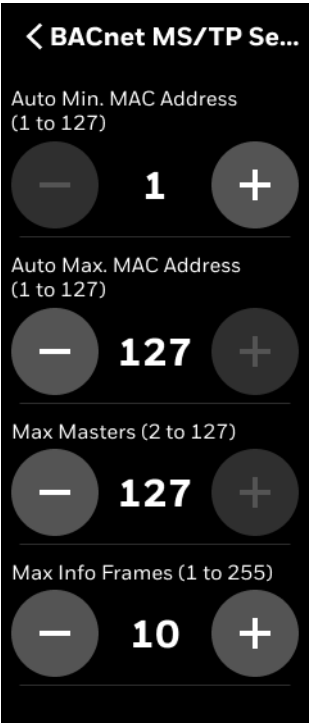 BACnet MS/TP Se...
Auto Min. MAC Address
(1 to 127)
1
Auto Max. MAC Address
(1 to 127)
127
Max Masters (2 to 127)
127
Max Info Frames (1 to 255)
10